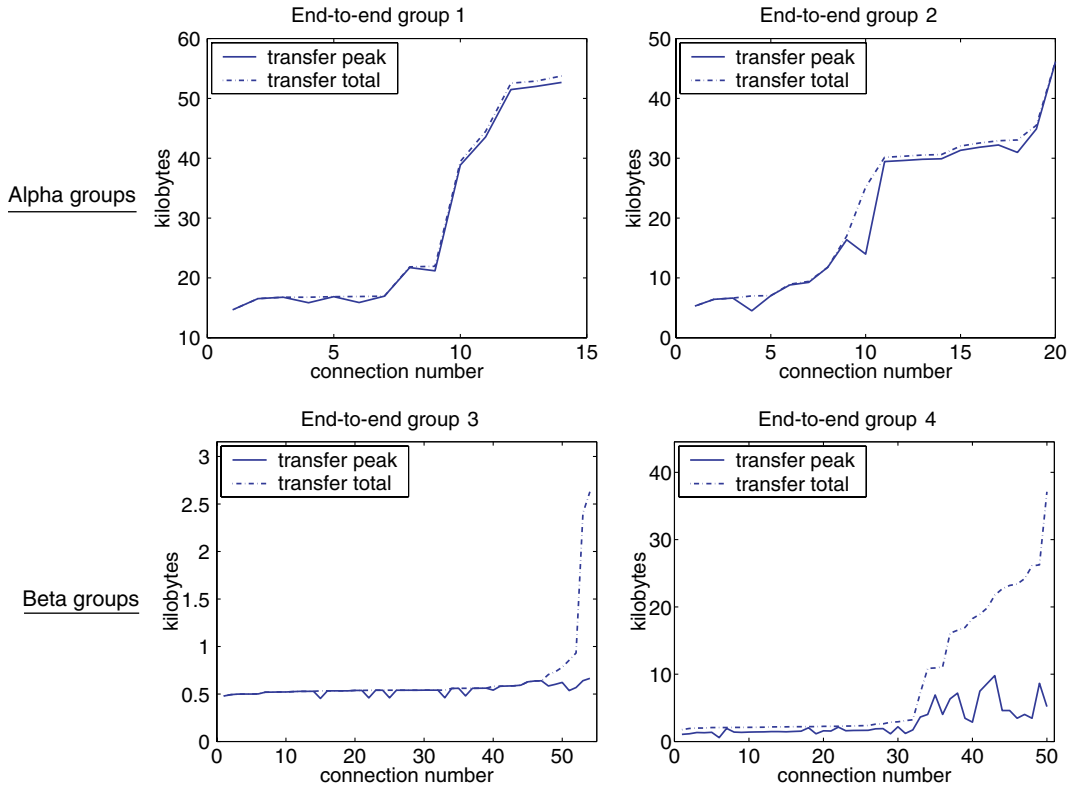 End-to-end group 1
60
50
40
30
20
10
kilobytes
transfer peak
transfer total
0
5
10
15
connection number
End-to-end group 2
50
40
30
20
10
0
kilobytes
transfer peak
transfer total
0
5
10
15
20
connection number
Alpha groups
End-to-end group 3
3
2.5
2
1.5
1
0.5
0
kilobytes
transfer peak
transfer total
0
10
20
30
40
50
connection number
End-to-end group 4
40
30
20
10
0
kilobytes
transfer peak
transfer total
0
10
20
30
40
50
connection number
Beta groups